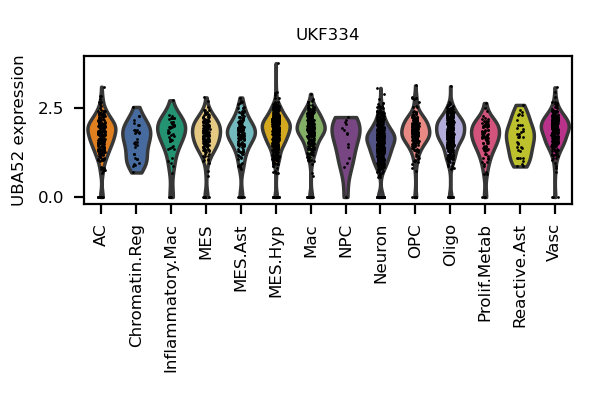 UKF334
UBA52 expression
2.5
0.0
AC
Chromatin.Reg
Inflammatory.Mac
MES
MES.Ast
MES.Hyp
Mac
NPC
Neuron
OPC
Oligo
Prolif.Metab
Reactive.Ast
Vasc